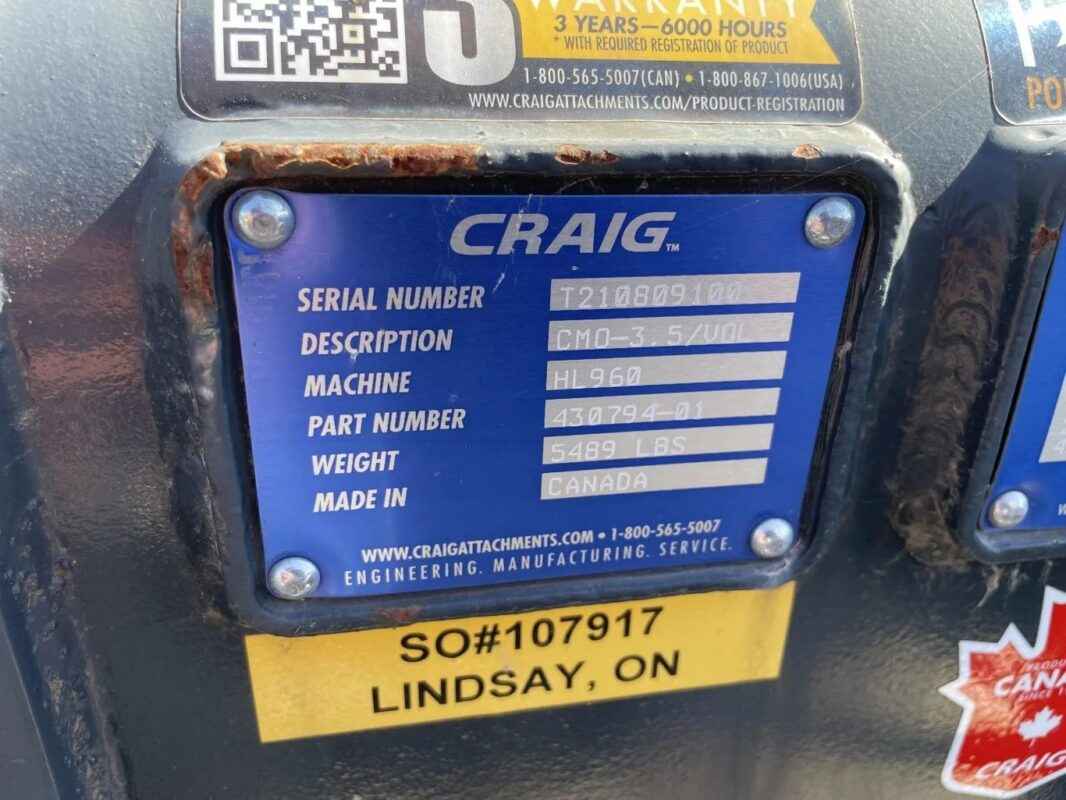 3
WARRANTY
3 YEARS—6000 HOURS
* WITH REQUIRED REGISTRATION OF PRODUCT
1-800-565-5007(CAN) • 1-800-867-1006(USA)
WWW.CRAIGATTACHMENTS.COM/PRODUCT-REGISTRATION
CRAIG™
SERIAL NUMBER T210809100
DESCRIPTION CMO-3.5/VOL
MACHINE HL960
PART NUMBER 430794-01
WEIGHT 5489 LBS
MADE IN CANADA
WWW.CRAIGATTACHMENTS.COM • 1-800-565-5007
ENGINEERING. MANUFACTURING. SERVICE.
SO#107917
LINDSAY, ON
CRAIG